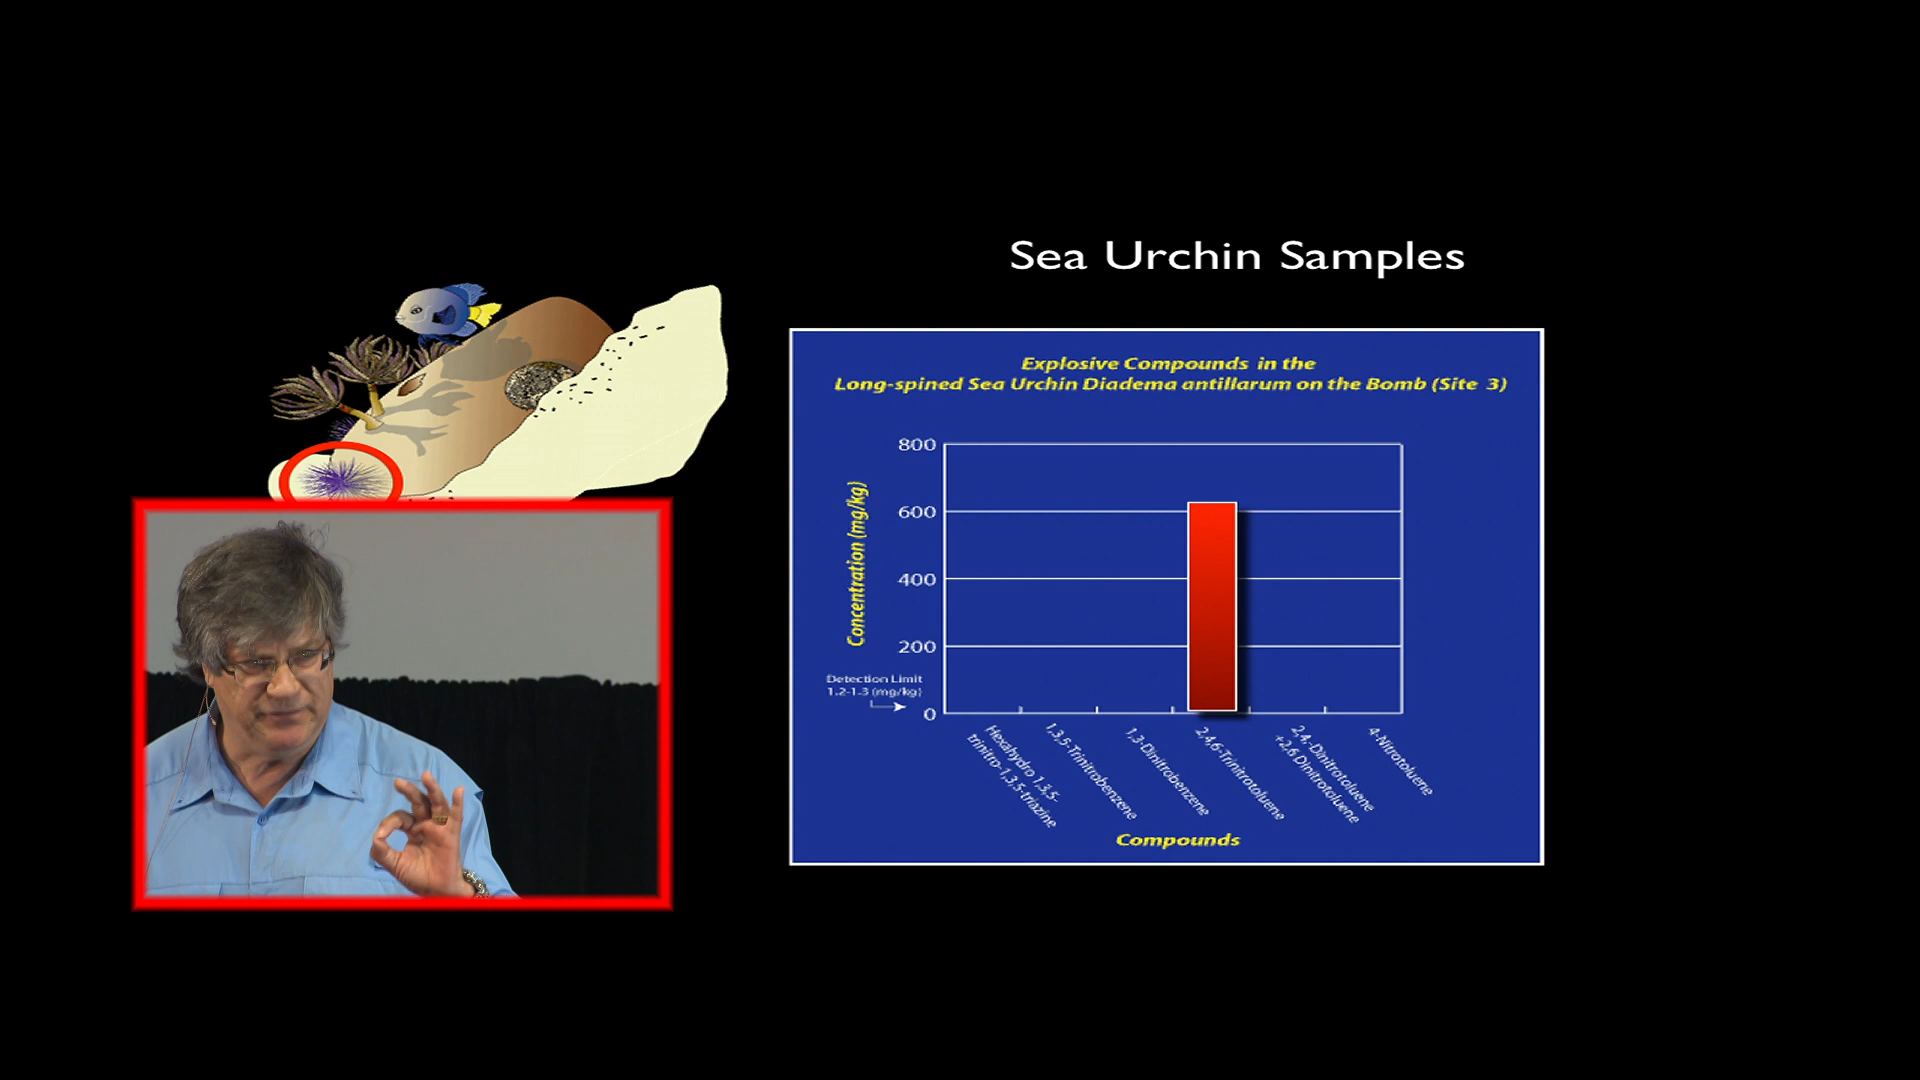 Sea Urchin Samples
Explosive Compounds in the
Long-spined Sea Urchin Diadema antillarum on the Bomb (Site 3)
Concentration (mg/kg)
800
600
400
200
0
Detection Limit
1.2-1.3 (mg/kg)
Hexahydro 1,3,5-
trinitro-1,3,5-triazine
1,3,5-Trinitrobenzene
1,3-Dinitrobenzene
2,4,6-Trinitrotoluene
2,4,-Dinitrotoluene
+2,6 Dinitrotoluene
4-Nitrotoluene
Compounds